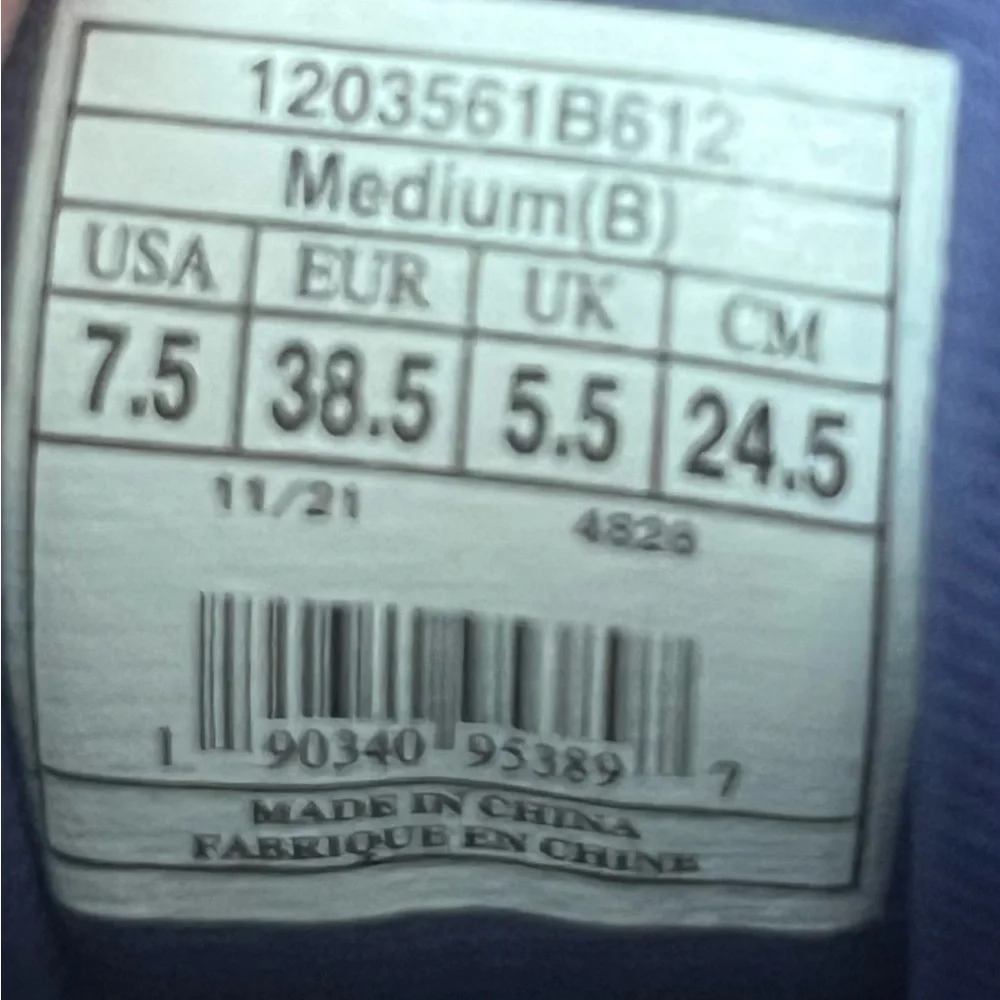 1203561B612
Medium(B)
USA EUR UK CM
7.5 38.5 5.5 24.5
11/21 4826
1 90340 95389 7
MADE IN CHINA
FABRIQUE EN CHINE